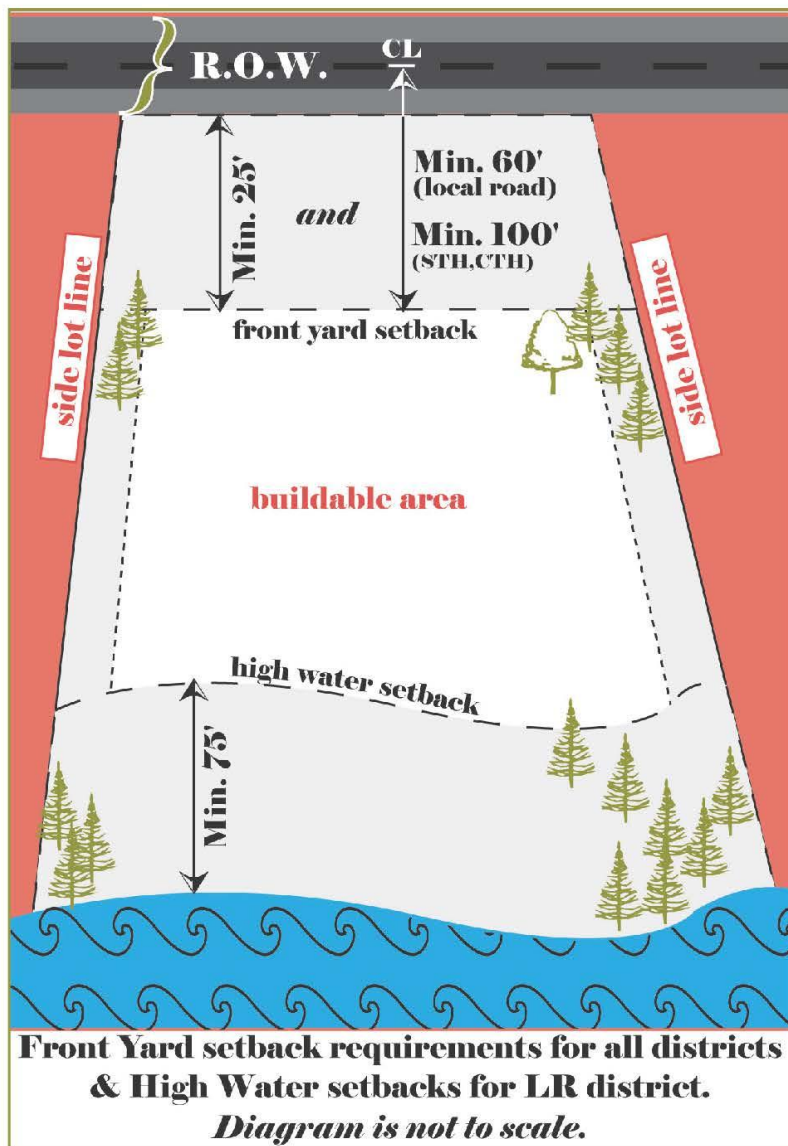 R.O.W.
CL
Min. 25'
and
Min. 60'
(local road)
Min. 100'
(STH,CTH)
side lot line
front yard setback
side lot line
buildable area
high water setback
Min. 75'
Front Yard setback requirements for all districts
& High Water setbacks for LR district.
Diagram is not to scale.